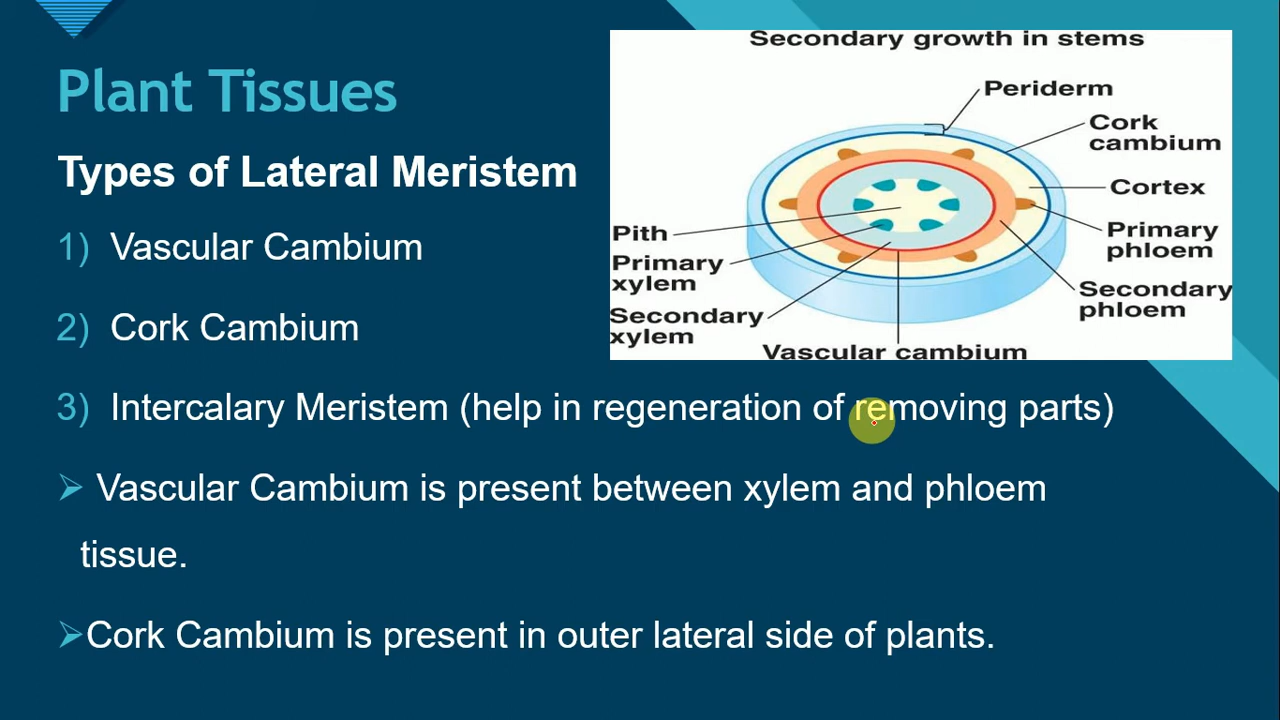 Plant Tissues
Types of Lateral Meristem
1) Vascular Cambium
2) Cork Cambium
3) Intercalary Meristem (help in regeneration of removing parts)
➢ Vascular Cambium is present between xylem and phloem
tissue.
➢Cork Cambium is present in outer lateral side of plants.
Secondary growth in stems
Periderm
Cork
cambium
Cortex
Primary
phloem
Secondary
phloem
Pith
Primary
xylem
Secondary
xylem
Vascular cambium